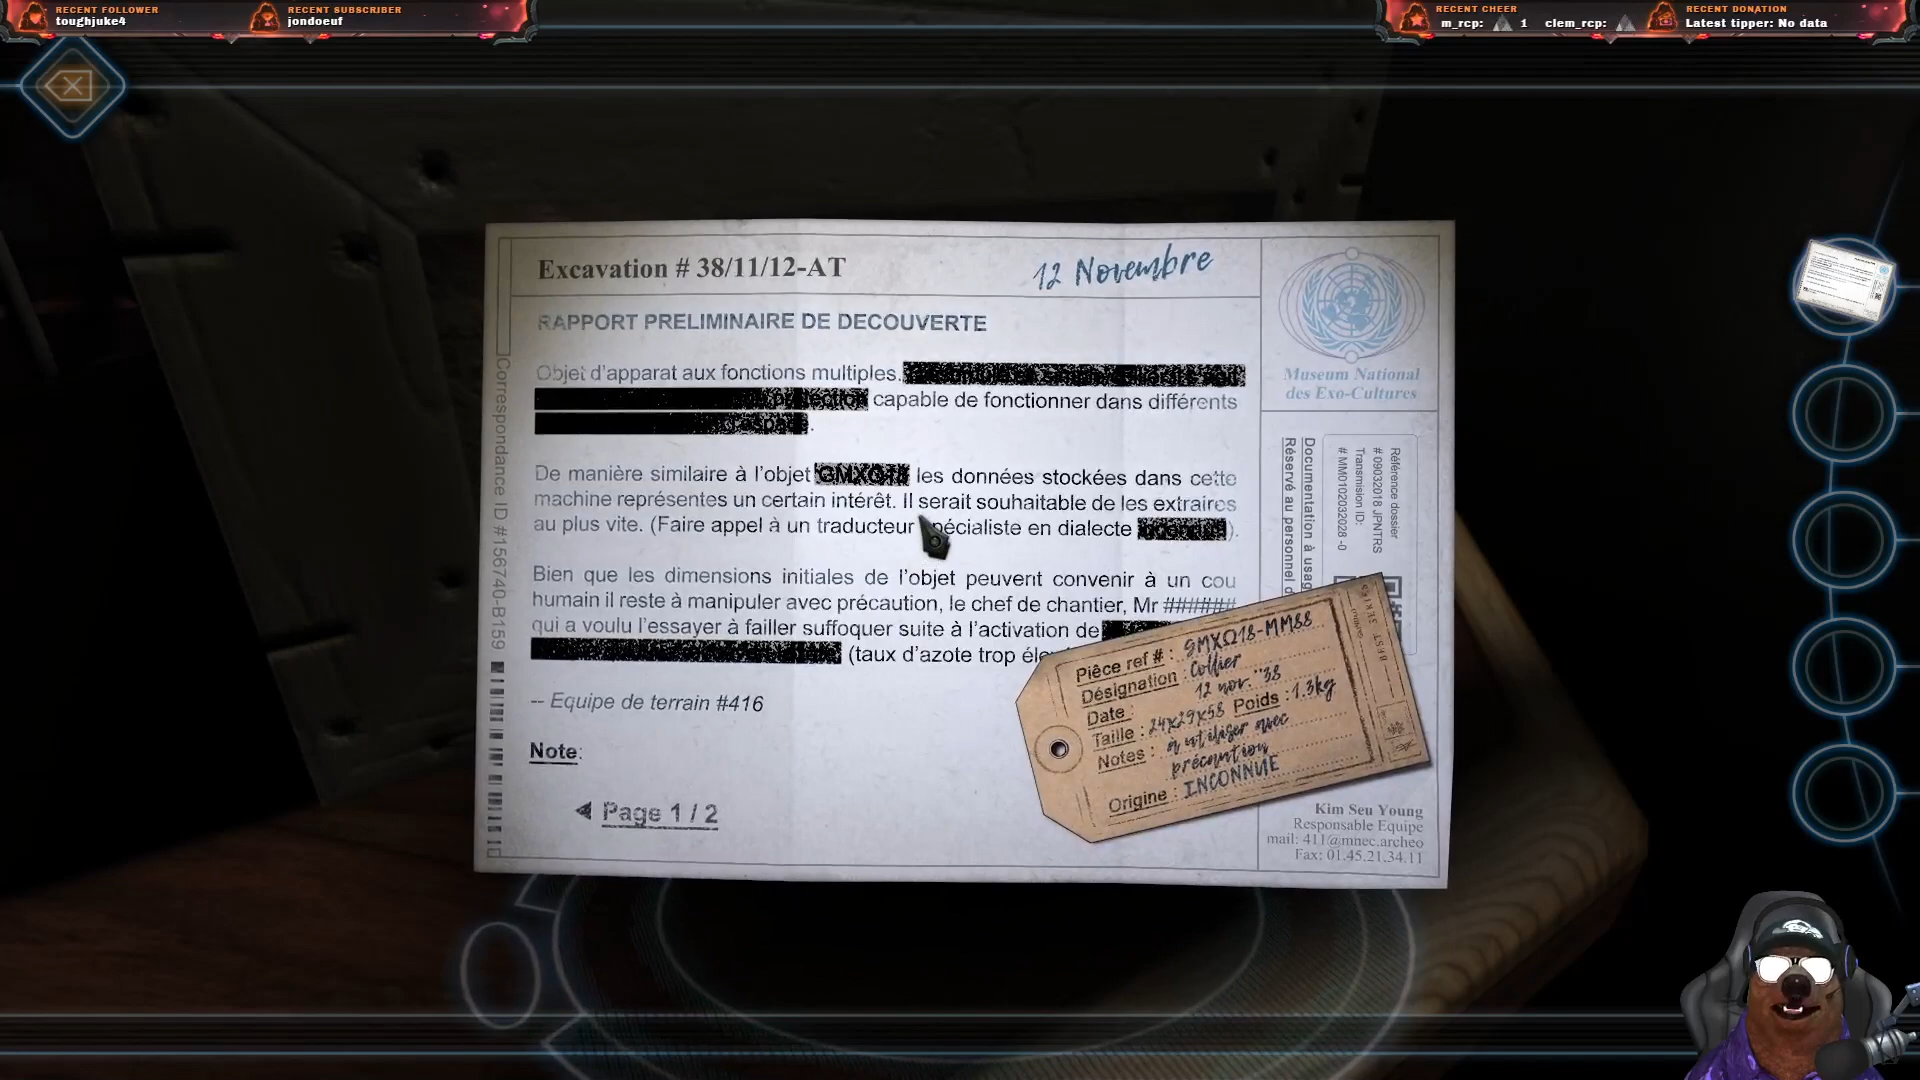 RECENT FOLLOWER
toughjuke4
RECENT SUBSCRIBER
jondoeuf
RECENT CHEER
m_rcp: 1 clem_rcp:
RECENT DONATION
Latest tipper: No data
Excavation # 38/11/12-AT
12 Novembre
RAPPORT PRELIMINAIRE DE DECOUVERTE
Objet d'apparat aux fonctions multiples.
protection capable de fonctionner dans différents
espace.
De manière similaire à l'objet les données stockées dans cette
machine représentes un certain intérêt. Il serait souhaitable de les extraires
au plus vite. (Faire appel à un traducteur spécialiste en dialecte ).
Bien que les dimensions initiales de l'objet peuvent convenir à un cou
humain il reste à manipuler avec précaution, le chef de chantier, Mr ######
qui a voulu l'essayer à failler suffoquer suite à l'activation de
(taux d'azote trop
-- Equipe de terrain #416
Note:
Page 1 / 2
Correspondance ID #156740-B159
Museum National
des Exo-Cultures
Référence dossier
# 09032018 JPNTRS
Transmision ID:
# MM0102032028 -0
Documentation à
Réservé au personnel
Pièce ref # : GMXΩ18-MM88
Désignation : Collier
Date : 12 nov. "38
Taille : 24x29x58 Poids : 1.3kg
Notes : à utiliser avec
précaution
Origine : INCONNUE
Kim Seu Young
Responsable Equipe
mail: 411@mnec.archeo
Fax: 01.45.21.34.11